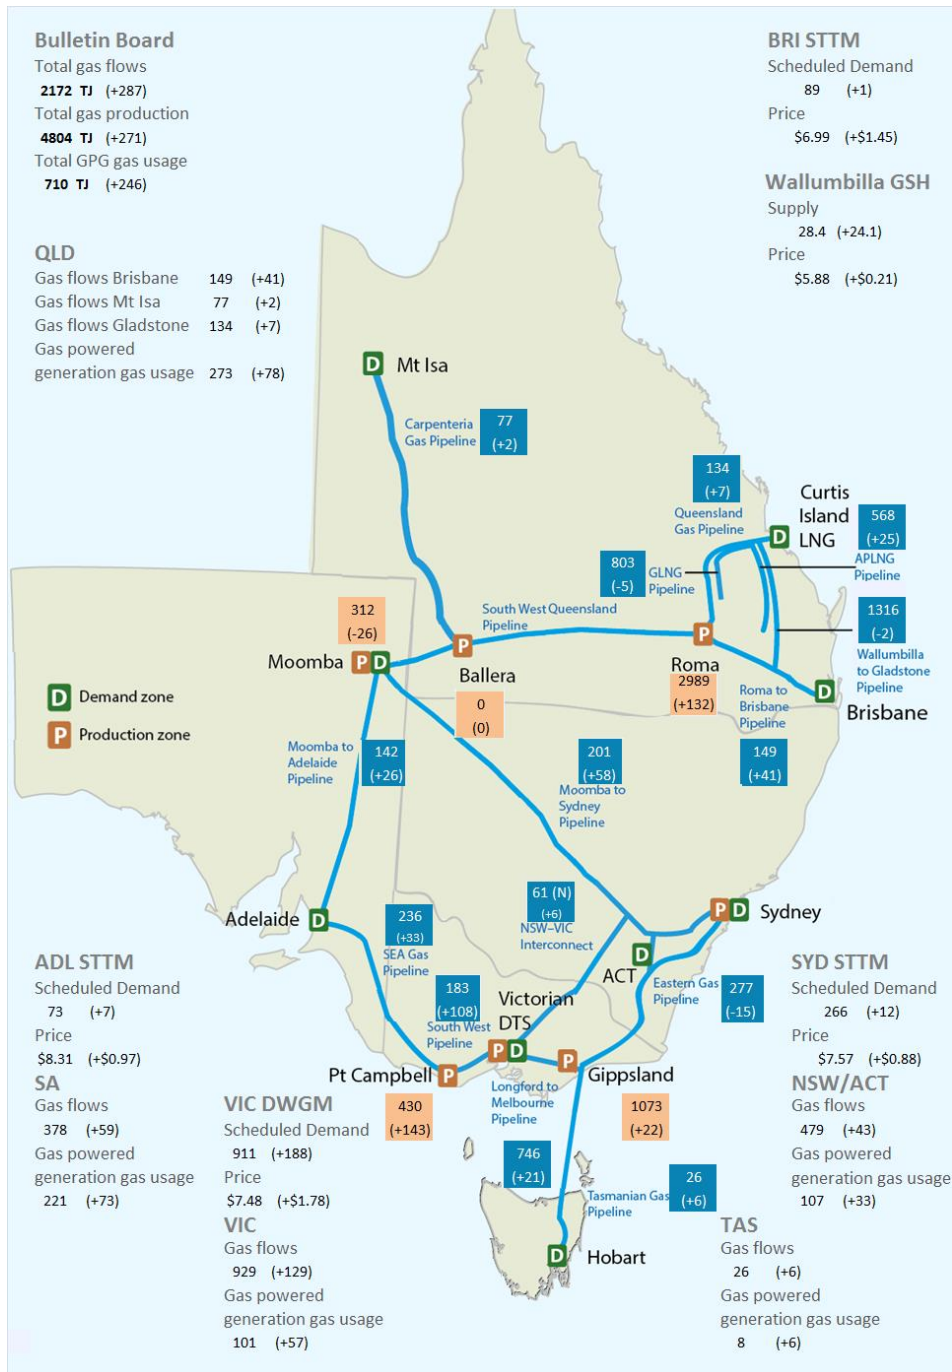 Bulletin Board
Total gas flows
2172 TJ (+287)
Total gas production
4804 TJ (+271)
Total GPG gas usage
710 TJ (+246)
BRI STTM
Scheduled Demand
89 (+1)
Price
$6.99 (+$1.45)
Wallumbilla GSH
Supply
28.4 (+24.1)
Price
$5.88 (+$0.21)
QLD
Gas flows Brisbane 149 (+41)
Gas flows Mt Isa 77 (+2)
Gas flows Gladstone 134 (+7)
Gas powered
generation gas usage 273 (+78)
D Mt Isa
Carpenteria
Gas Pipeline
77
(+2)
134
(+7)
Queensland
Gas Pipeline
Curtis
Island
LNG
D
568
(+25)
APLNG
Pipeline
803
(-5)
GLNG
Pipeline
1316
(-2)
Wallumbilla
to Gladstone
Pipeline
South West Queensland
Pipeline
312
(-26)
Moomba P D
P
Ballera
0
(0)
P
Roma
2989
(+132)
Roma to
Brisbane
Pipeline
D
Brisbane
149
(+41)
D Demand zone
P Production zone
Moomba to
Adelaide
Pipeline
142
(+26)
201
(+58)
Moomba to
Sydney
Pipeline
Adelaide D
236
(+33)
SEA Gas
Pipeline
61 (N)
(+6)
NSW–VIC
Interconnect
P D Sydney
D
ACT
Eastern Gas
Pipeline
277
(-15)
183
(+108)
South West
Pipeline
Victorian
DTS
P D
P
Gippsland
1073
(+22)
Pt Campbell P
430
(+143)
Longford to
Melbourne
Pipeline
746
(+21)
Tasmanian Gas
Pipeline
26
(+6)
D Hobart
ADL STTM
Scheduled Demand
73 (+7)
Price
$8.31 (+$0.97)
SA
Gas flows
378 (+59)
Gas powered
generation gas usage
221 (+73)
VIC DWGM
Scheduled Demand
911 (+188)
Price
$7.48 (+$1.78)
VIC
Gas flows
929 (+129)
Gas powered
generation gas usage
101 (+57)
SYD STTM
Scheduled Demand
266 (+12)
Price
$7.57 (+$0.88)
NSW/ACT
Gas flows
479 (+43)
Gas powered
generation gas usage
107 (+33)
TAS
Gas flows
26 (+6)
Gas powered
generation gas usage
8 (+6)